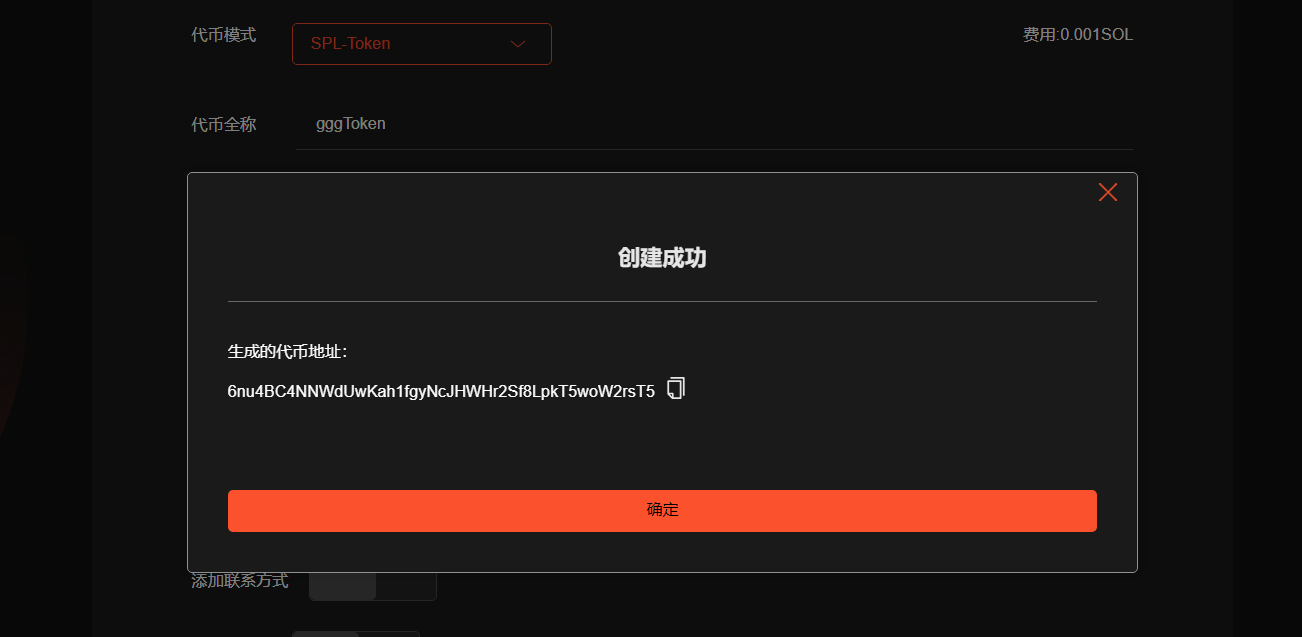 代币模式
SPL-Token
费用:0.001SOL
代币全称
gggToken
创建成功
生成的代币地址：
6nu4BC4NNWdUwKah1fgyNcJHWHr2Sf8LpkT5woW2rsT5
确定
添加联系方式